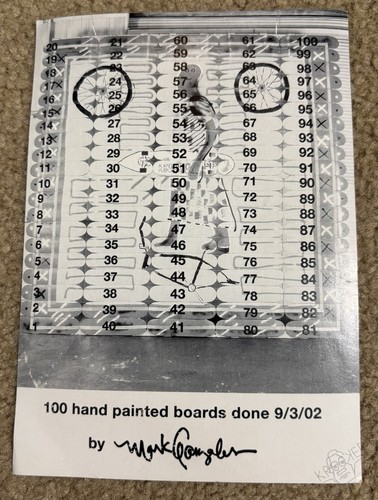 20 21 60 61 100
19 22 59 62 99
18 23 58 63 98
17 24 57 64 97
16 25 56 65 96
15 26 55 66 95
14 27 54 67 94
13 28 53 68 93
12 29 52 69 92
11 30 51 70 91
10 31 50 71 90
9 32 49 72 89
8 33 48 73 88
7 34 47 74 87
6 35 46 75 86
5 36 45 76 85
4 37 44 77 84
3 38 43 78 83
2 39 42 79 82
1 40 41 80 81
100 hand painted boards done 9/3/02
by Mark Gonzales